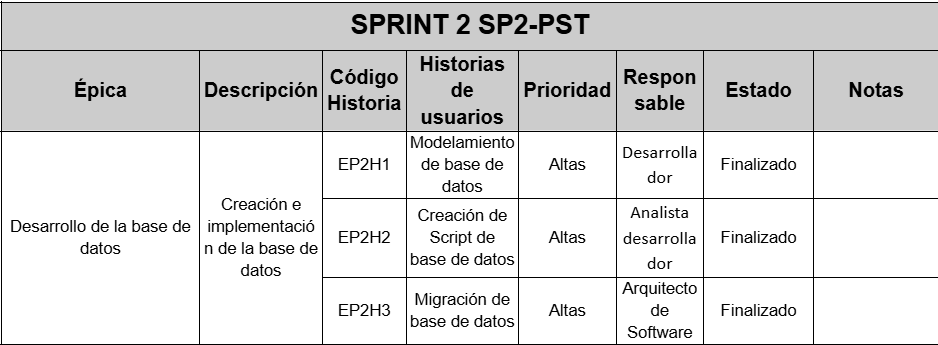 SPRINT 2 SP2-PST
Épica
Descripción
Código
Historia
Historias
de
usuarios
Prioridad
Respon
sable
Estado
Notas
Desarrollo de la base de
datos
Creación e
implementació
n de la base de
datos
EP2H1
Modelamiento
de base de
datos
Altas
Desarrolla
dor
Finalizado
EP2H2
Creación de
Script de
base de datos
Altas
Analista
desarrolla
dor
Finalizado
EP2H3
Migración de
base de datos
Altas
Arquitecto
de
Software
Finalizado